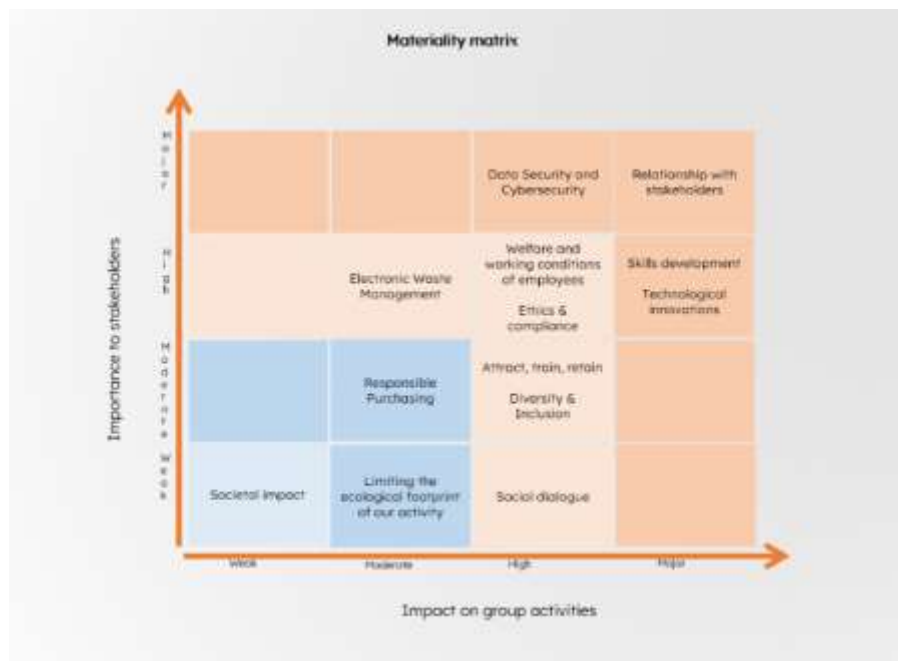 Materiality matrix
Major
Data Security and
Cybersecurity
Relationship with
stakeholders
High
Electronic Waste
Management
Welfare and
working conditions
of employees
Ethics &
compliance
Skills development
Technological
innovations
Importance to stakeholders
Moderate
Responsible
Purchasing
Attract, train, retain
Diversity &
Inclusion
Weak
Societal impact
Limiting the
ecological footprint
of our activity
Social dialogue
Weak
Moderate
High
Major
Impact on group activities